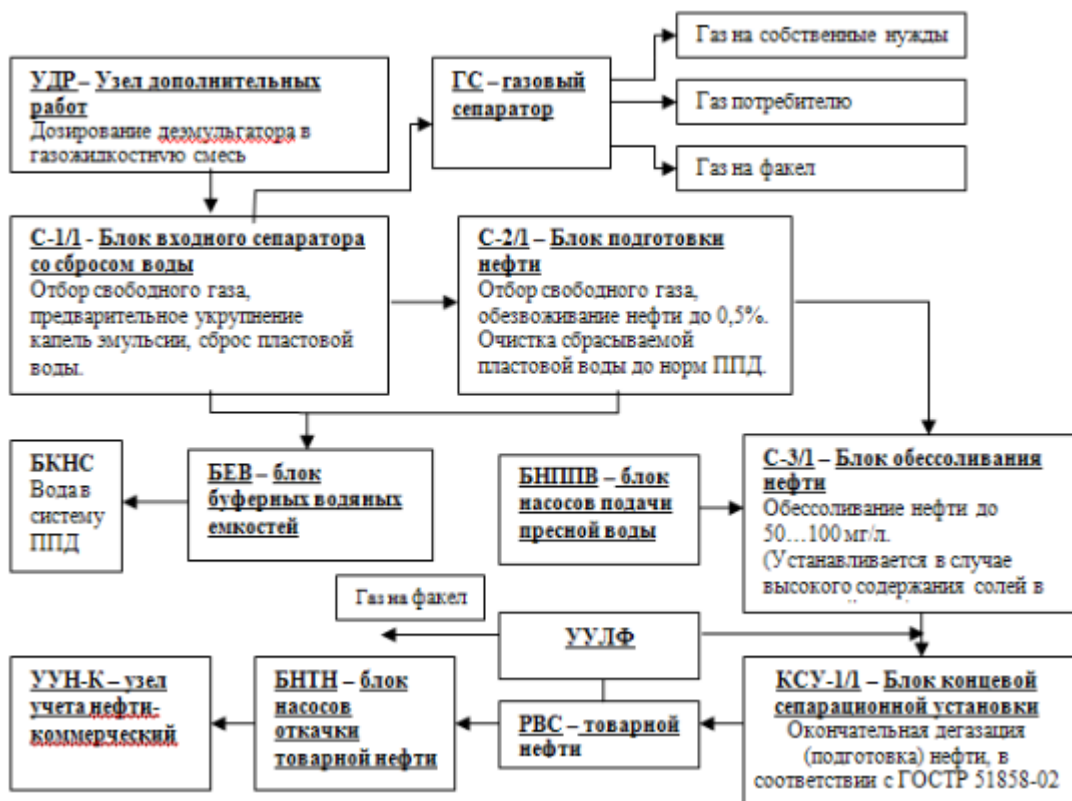 УДР – Узел дополнительных
работ
Дозирование деэмульгатора в
газожидкостную смесь
ГС – газовый
сепаратор
Газ на собственные нужды
Газ потребителю
Газ на факел
С-1/1 - Блок входного сепаратора
со сбросом воды
Отбор свободного газа,
предварительное укрупнение
капель эмульсии, сброс пластовой
воды.
С-2/1 – Блок подготовки
нефти
Отбор свободного газа,
обезвоживание нефти до 0,5%.
Очистка сбрасываемой
пластовой воды до норм ППД.
БКНС
Вода в
систему
ППД
БЕВ – блок
буферных водяных
емкостей
БНППВ – блок
насосов подачи
пресной воды
С-3/1 – Блок обессоливания
нефти
Обессоливание нефти до
50…100 мг/л.
(Устанавливается в случае
высокого содержания солей в
Газ на факел
УУЛФ
УУН-К – узел
учета нефти-
коммерческий
БНТН – блок
насосов
откачки
товарной нефти
РВС – товарной
нефти
КСУ-1/1 – Блок концевой
сепарационной установки
Окончательная дегазация
(подготовка) нефти, в
соответствии с ГОСТР 51858-02